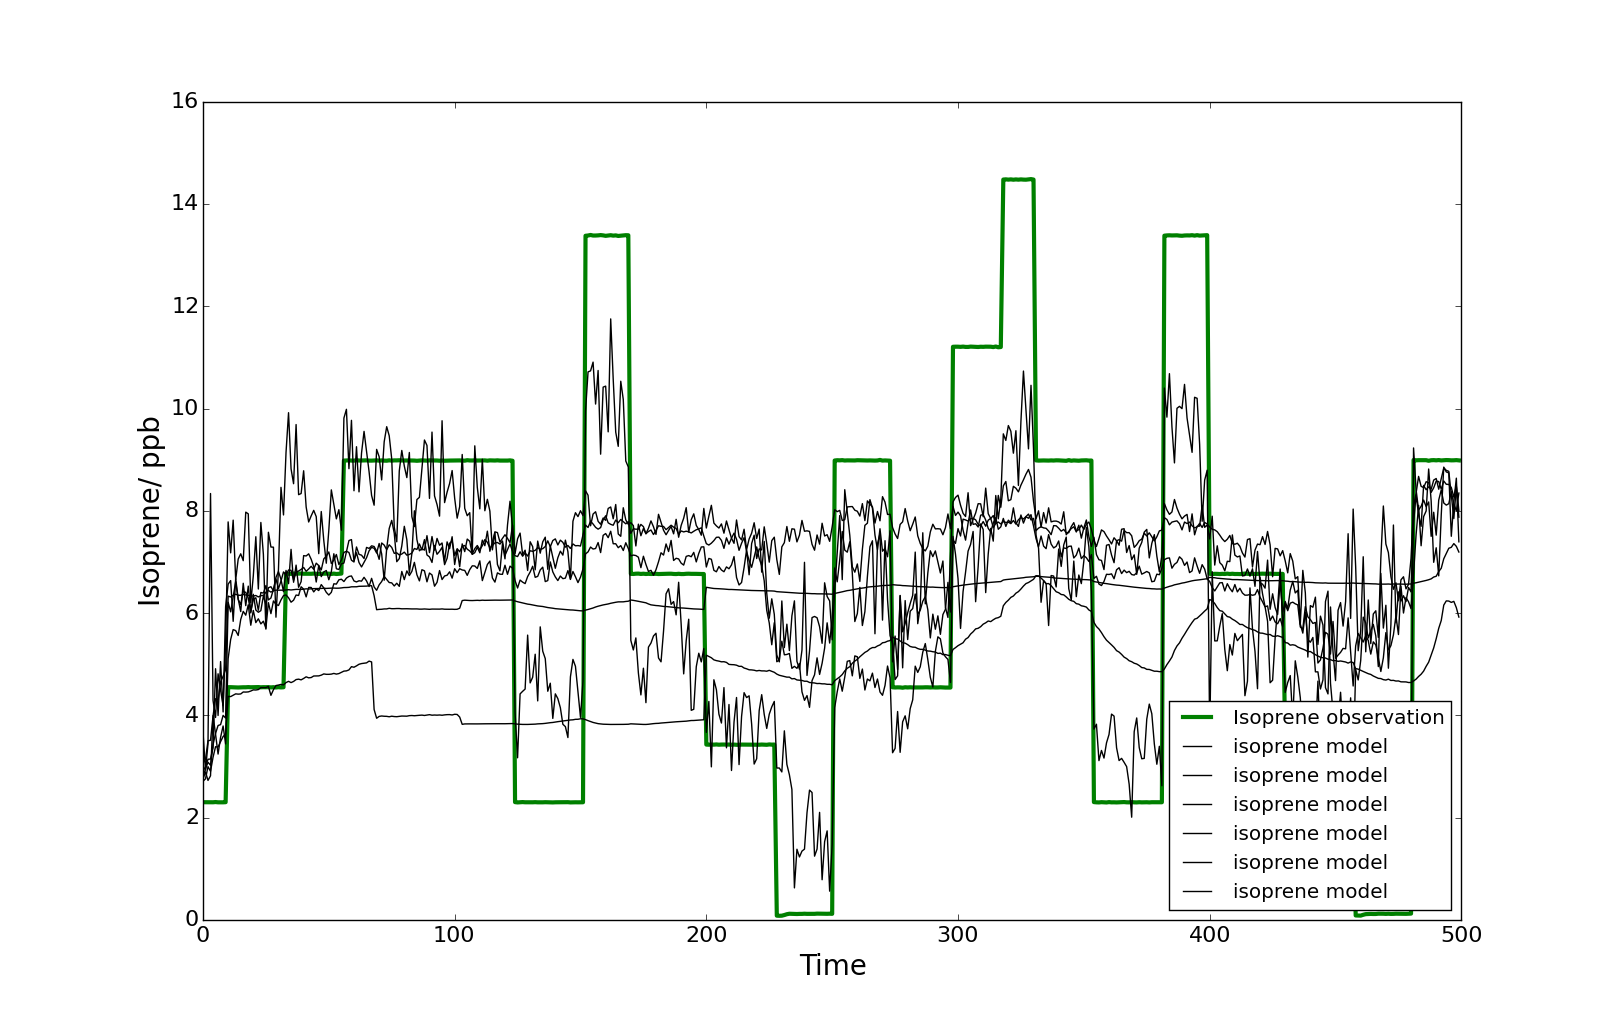 Isoprene/ ppb
16
14
12
10
8
6
4
2
0
0 100 200 300 400 500
Time
Isoprene observation
isoprene model
isoprene model
isoprene model
isoprene model
isoprene model
isoprene model